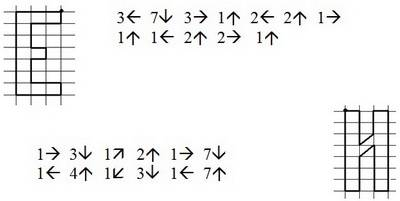 3← 7↓ 3→ 1↑ 2← 2↑ 1→
1↑ 1← 2↑ 2→ 1↑
1→ 3↓ 1↗ 2↑ 1→ 7↓
1← 4↑ 1↙ 3↓ 1← 7↑